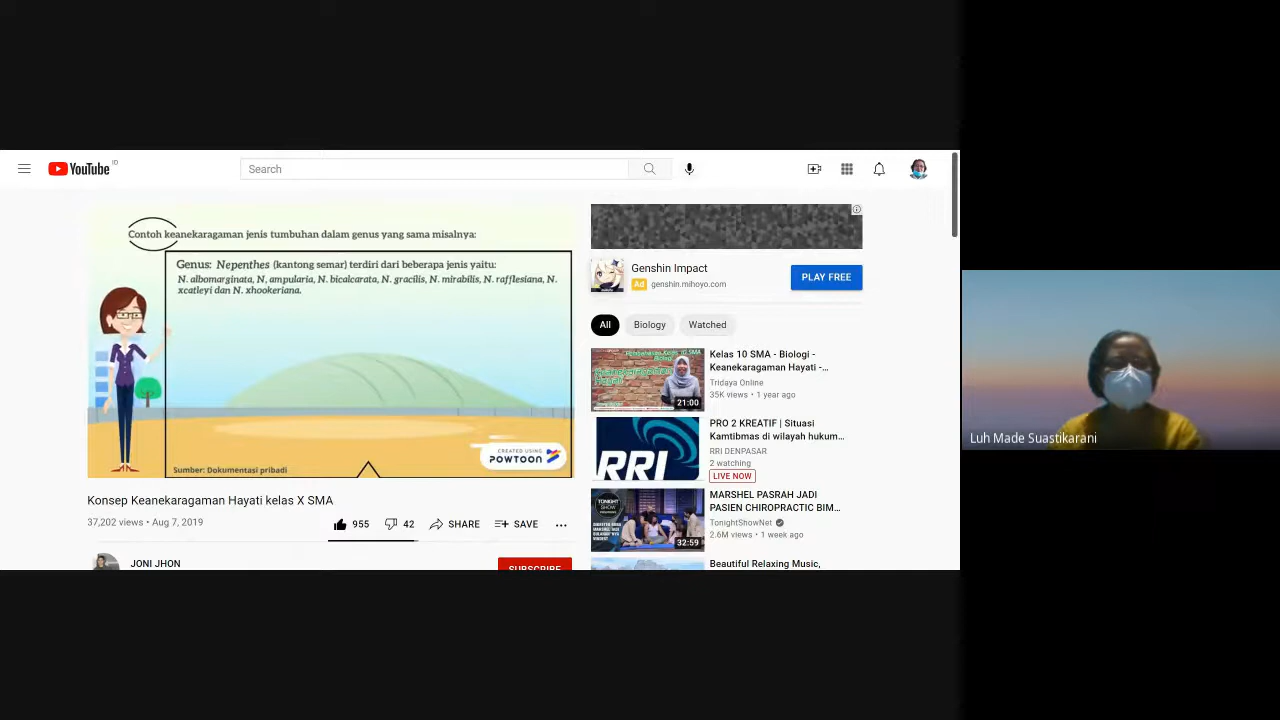 YouTube
ID
Search
Contoh keanekaragaman jenis tumbuhan dalam genus yang sama misalnya:
Genus: Nepenthes (kantong semar) terdiri dari beberapa jenis yaitu:
N. albomarginata, N, ampularia, N. bicalcarata, N. gracilis, N. mirabilis, N. rafflesiana, N.
xcatleyi dan N. xhookeriana.
CREATED USING
POWTOON
Sumber: Dokumentasi pribadi
Konsep Keanekaragaman Hayati kelas X SMA
37,202 views • Aug 7, 2019
955
42
SHARE
SAVE
JONI JHON
SUBSCRIBE
Genshin Impact
Ad genshin.mihoyo.com
PLAY FREE
All
Biology
Watched
21:00
Kelas 10 SMA - Biologi -
Keanekaragaman Hayati -...
Tridaya Online
35K views • 1 year ago
RRI
PRO 2 KREATIF | Situasi
Kamtibmas di wilayah hukum...
RRI DENPASAR
2 watching
LIVE NOW
TONIGHT
SHOW
32:59
MARSHEL PASRAH JADI
PASIEN CHIROPRACTIC BIM...
TonightShowNet
2.6M views • 1 week ago
Beautiful Relaxing Music,
Luh Made Suastikarani